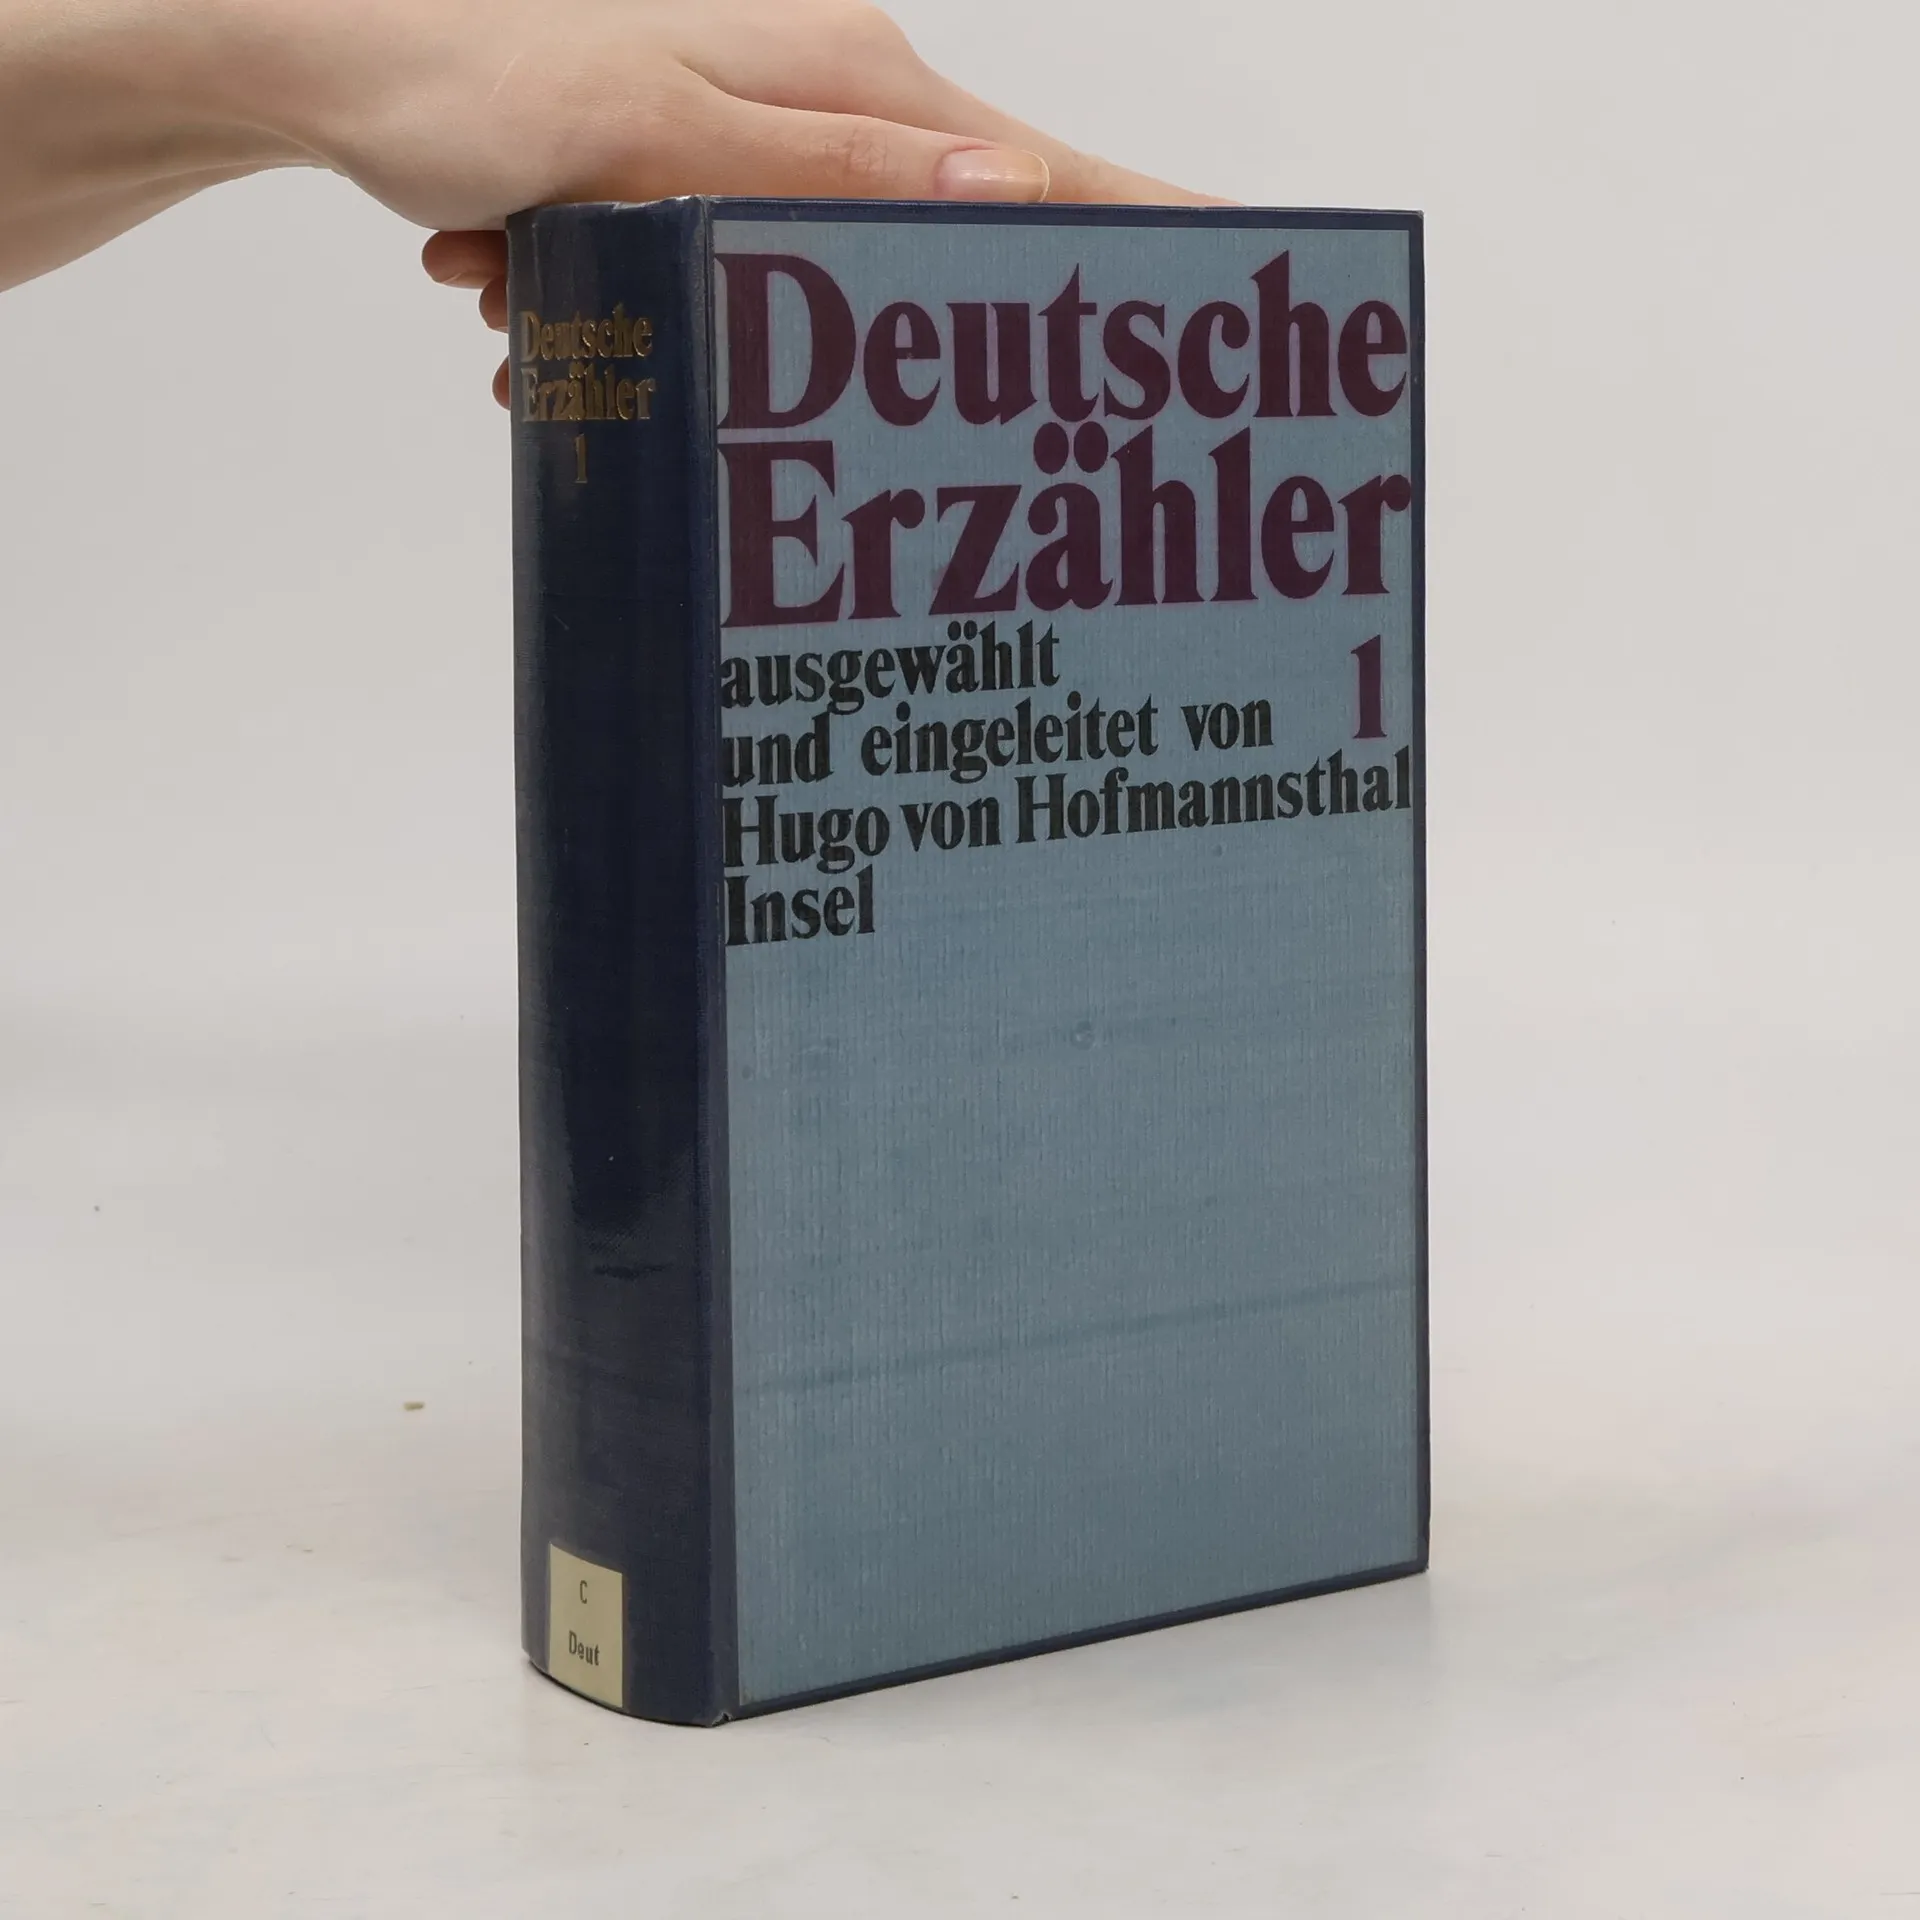 Deutsche
Erzähler
1
Deutsche
Erzähler
ausgewählt
und eingeleitet von 1
Hugo von Hofmannsthal
Insel
C
Deut